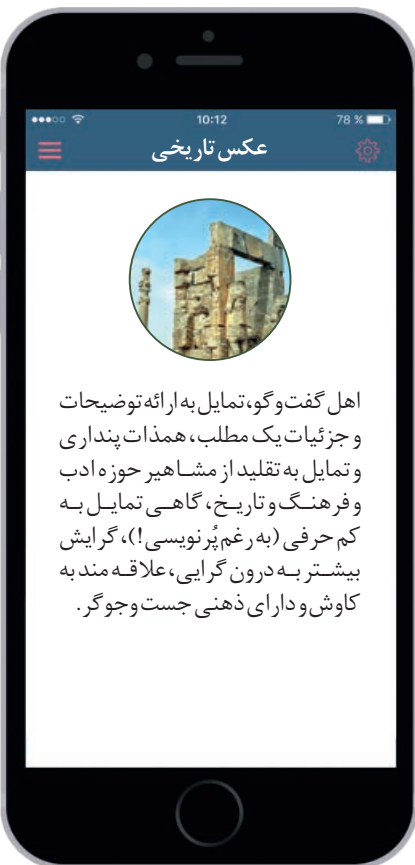 10:12
78 %
عکس تاریخی
اهل گفت‌وگو، تمایل به ارائه توضیحات
و جزئیات یک مطلب، همذات پنداری
و تمایل به تقلید از مشاهیر حوزه ادب
و فرهنگ و تاریخ، گاهی تمایل به
کم حرفی (به رغم پُرنویسی!)، گرایش
بیشتر به درون گرایی، علاقه مند به
کاوش و دارای ذهنی جست‌وجوگر.